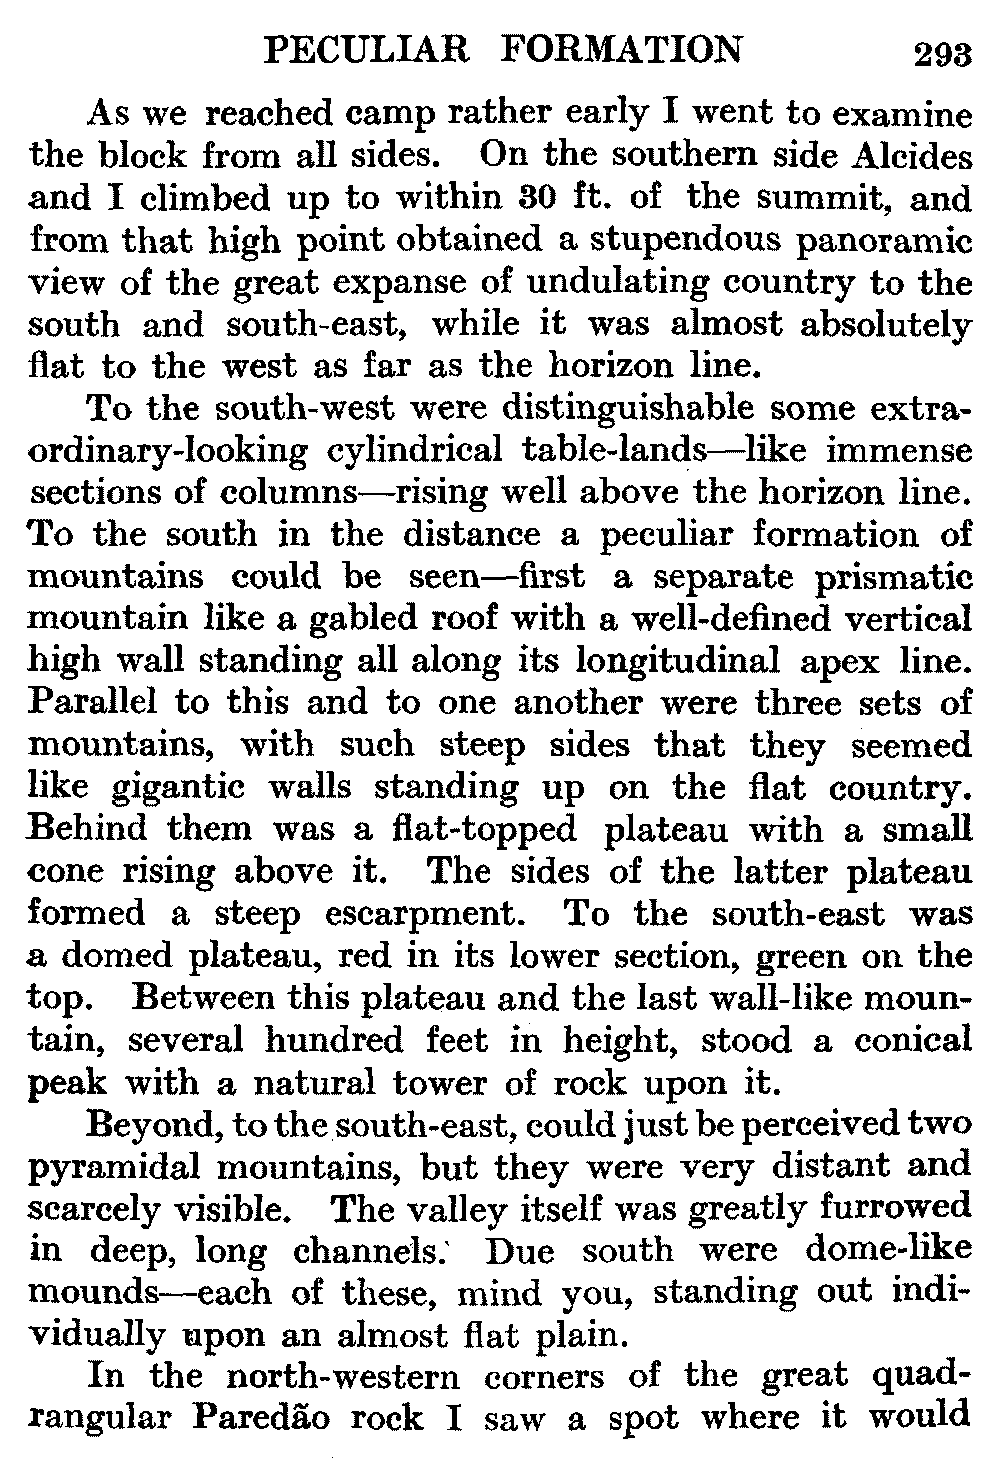 PECULIAR FORMATION 293
As we reached camp rather early I went to examine
the block from all sides. On the southern side Alcides
and I climbed up to within 30 ft. of the summit, and
from that high point obtained a stupendous panoramic
view of the great expanse of undulating country to the
south and south-east, while it was almost absolutely
flat to the west as far as the horizon line.
To the south-west were distinguishable some extra-
ordinary-looking cylindrical table-lands—like immense
sections of columns—rising well above the horizon line.
To the south in the distance a peculiar formation of
mountains could be seen—first a separate prismatic
mountain like a gabled roof with a well-defined vertical
high wall standing all along its longitudinal apex line.
Parallel to this and to one another were three sets of
mountains, with such steep sides that they seemed
like gigantic walls standing up on the flat country.
Behind them was a flat-topped plateau with a small
cone rising above it. The sides of the latter plateau
formed a steep escarpment. To the south-east was
a domed plateau, red in its lower section, green on the
top. Between this plateau and the last wall-like moun-
tain, several hundred feet in height, stood a conical
peak with a natural tower of rock upon it.
Beyond, to the south-east, could just be perceived two
pyramidal mountains, but they were very distant and
scarcely visible. The valley itself was greatly furrowed
in deep, long channels. Due south were dome-like
mounds—each of these, mind you, standing out indi-
vidually upon an almost flat plain.
In the north-western corners of the great quad-
rangular Paredão rock I saw a spot where it would